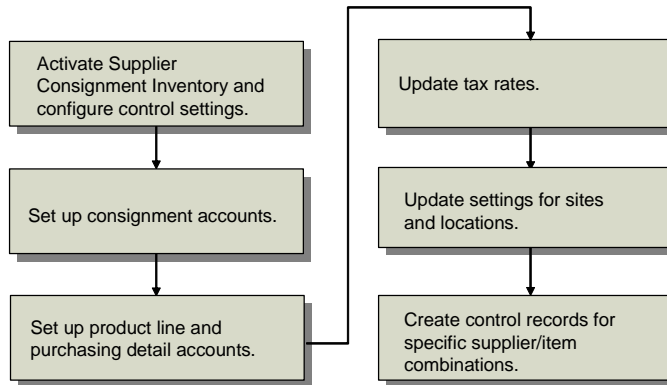 Activate Supplier
Consignment Inventory and
configure control settings.
Set up consignment accounts.
Set up product line and
purchasing detail accounts.
Update tax rates.
Update settings for sites
and locations.
Create control records for
specific supplier/item
combinations.